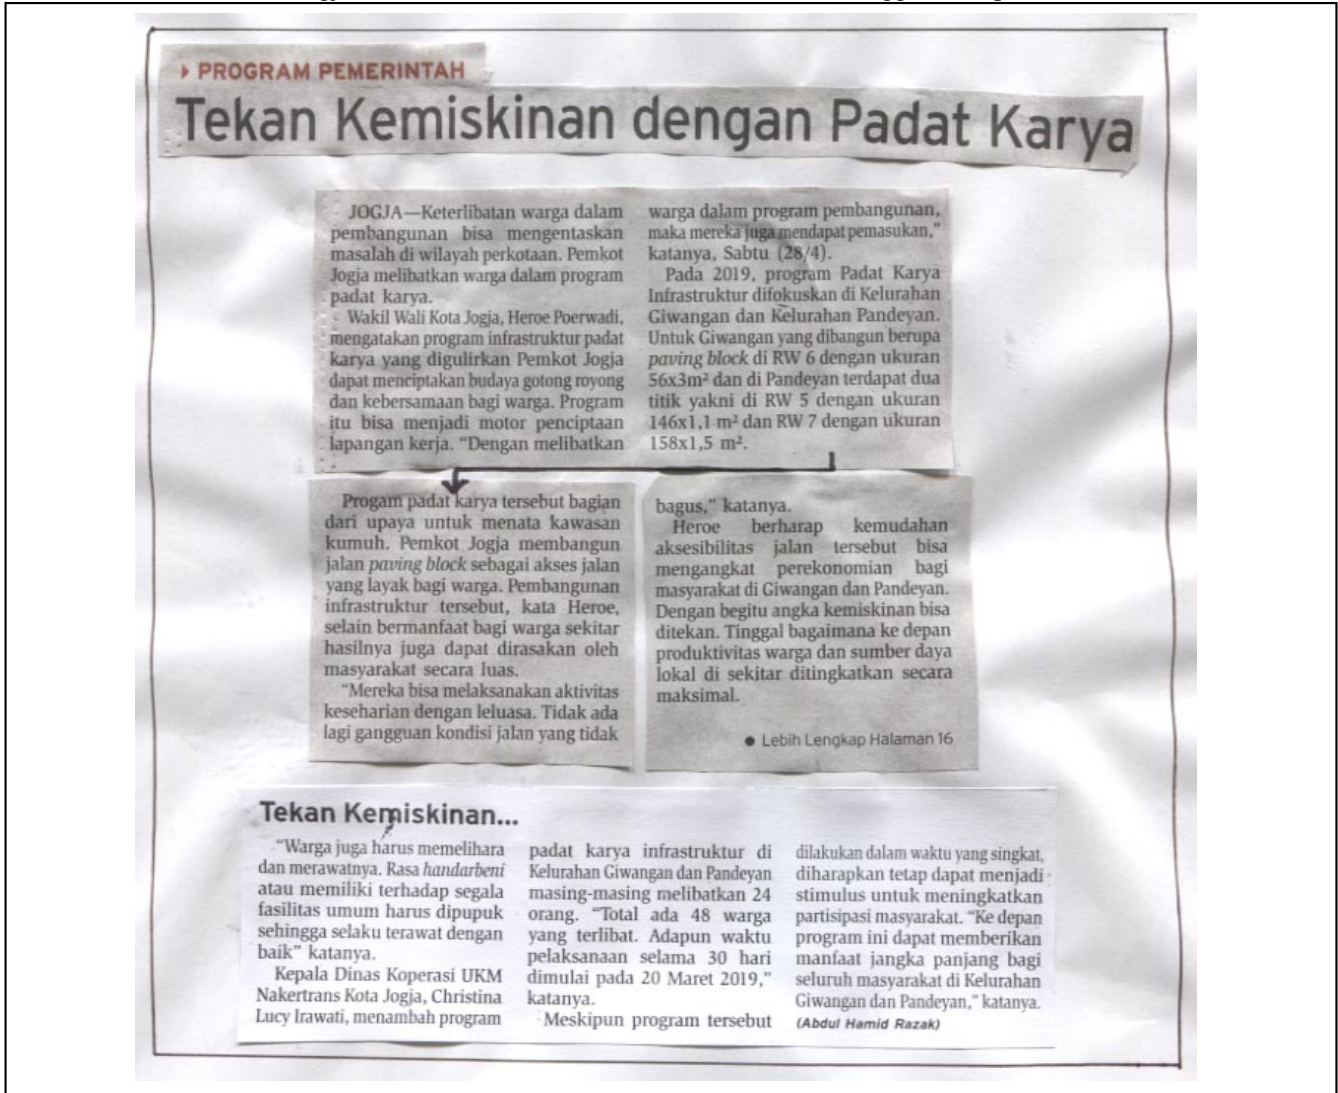 PROGRAM PEMERINTAH
Tekan Kemiskinan dengan Padat Karya
JOGJA—Keterlibatan warga dalam
pembangunan bisa mengentaskan
masalah di wilayah perkotaan. Pemkot
Jogja melibatkan warga dalam program
padat karya.
Wakil Wali Kota Jogja, Heroe Poerwadi,
mengatakan program infrastruktur padat
karya yang digulirkan Pemkot Jogja
dapat menciptakan budaya gotong royong
dan kebersamaan bagi warga. Program
itu bisa menjadi motor penciptaan
lapangan kerja. “Dengan melibatkan
warga dalam program pembangunan,
maka mereka juga mendapat pemasukan,”
katanya, Sabtu (28/4).
Pada 2019, program Padat Karya
Infrastruktur difokuskan di Kelurahan
Giwangan dan Kelurahan Pandeyan.
Untuk Giwangan yang dibangun berupa
paving block di RW 6 dengan ukuran
56x3m² dan di Pandeyan terdapat dua
titik yakni di RW 5 dengan ukuran
146x1,1 m² dan RW 7 dengan ukuran
158x1,5 m².
Progam padat karya tersebut bagian
dari upaya untuk menata kawasan
kumuh. Pemkot Jogja membangun
jalan paving block sebagai akses jalan
yang layak bagi warga. Pembangunan
infrastruktur tersebut, kata Heroe,
selain bermanfaat bagi warga sekitar
hasilnya juga dapat dirasakan oleh
masyarakat secara luas.
“Mereka bisa melaksanakan aktivitas
keseharian dengan leluasa. Tidak ada
lagi gangguan kondisi jalan yang tidak
bagus,” katanya.
Heroe berharap kemudahan
aksesibilitas jalan tersebut bisa
mengangkat perekonomian bagi
masyarakat di Giwangan dan Pandeyan.
Dengan begitu angka kemiskinan bisa
ditekan. Tinggal bagaimana ke depan
produktivitas warga dan sumber daya
lokal di sekitar ditingkatkan secara
maksimal.
● Lebih Lengkap Halaman 16
Tekan Kemiskinan...
“Warga juga harus memelihara
dan merawatnya. Rasa handarbeni
atau memiliki terhadap segala
fasilitas umum harus dipupuk
sehingga selaku terawat dengan
baik” katanya.
Kepala Dinas Koperasi UKM
Nakertrans Kota Jogja, Christina
Lucy Irawati, menambah program
padat karya infrastruktur di
Kelurahan Giwangan dan Pandeyan
masing-masing melibatkan 24
orang. “Total ada 48 warga
yang terlibat. Adapun waktu
pelaksanaan selama 30 hari
dimulai pada 20 Maret 2019,”
katanya.
Meskipun program tersebut
dilakukan dalam waktu yang singkat,
diharapkan tetap dapat menjadi
stimulus untuk meningkatkan
partisipasi masyarakat. “Ke depan
program ini dapat memberikan
manfaat jangka panjang bagi
seluruh masyarakat di Kelurahan
Giwangan dan Pandeyan,” katanya.
(Abdul Hamid Razak)